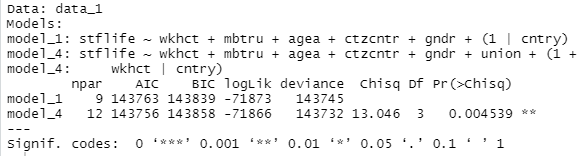 Data: data_1
Models:
model_1: stflife ~ wkhct + mbtru + agea + ctzcntr + gndr + (1 | cntry)
model_4: stflife ~ wkhct + mbtru + agea + ctzcntr + gndr + union + (1 +
model_4:     wkhct | cntry)
        npar    AIC    BIC logLik deviance  Chisq Df Pr(>Chisq)
model_1    9 143763 143839 -71873   143745
model_4   12 143756 143858 -71866   143732 13.046  3   0.004539 **
---
Signif. codes:  0 ‘***’ 0.001 ‘**’ 0.01 ‘*’ 0.05 ‘.’ 0.1 ‘ ’ 1